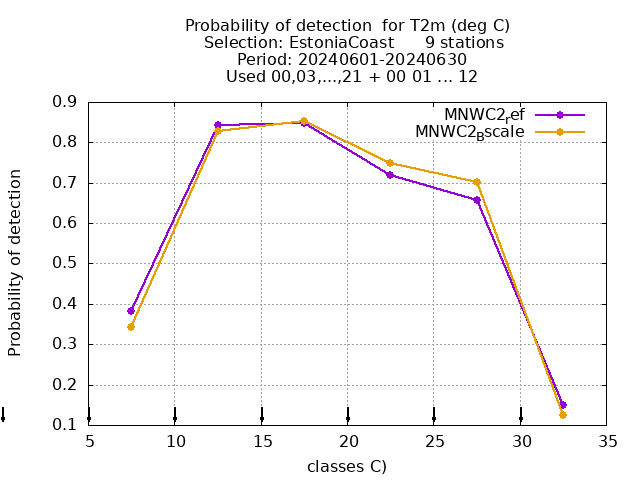 Probability of detection  for T2m (deg C)
Selection: EstoniaCoast      9 stations
Period: 20240601-20240630
Used 00,03,...,21 + 00 01 ... 12
MNWC2ref
MNWC2Bscale
Probability of detection
0.9
0.8
0.7
0.6
0.5
0.4
0.3
0.2
0.1
5 10 15 20 25 30 35
classes C)